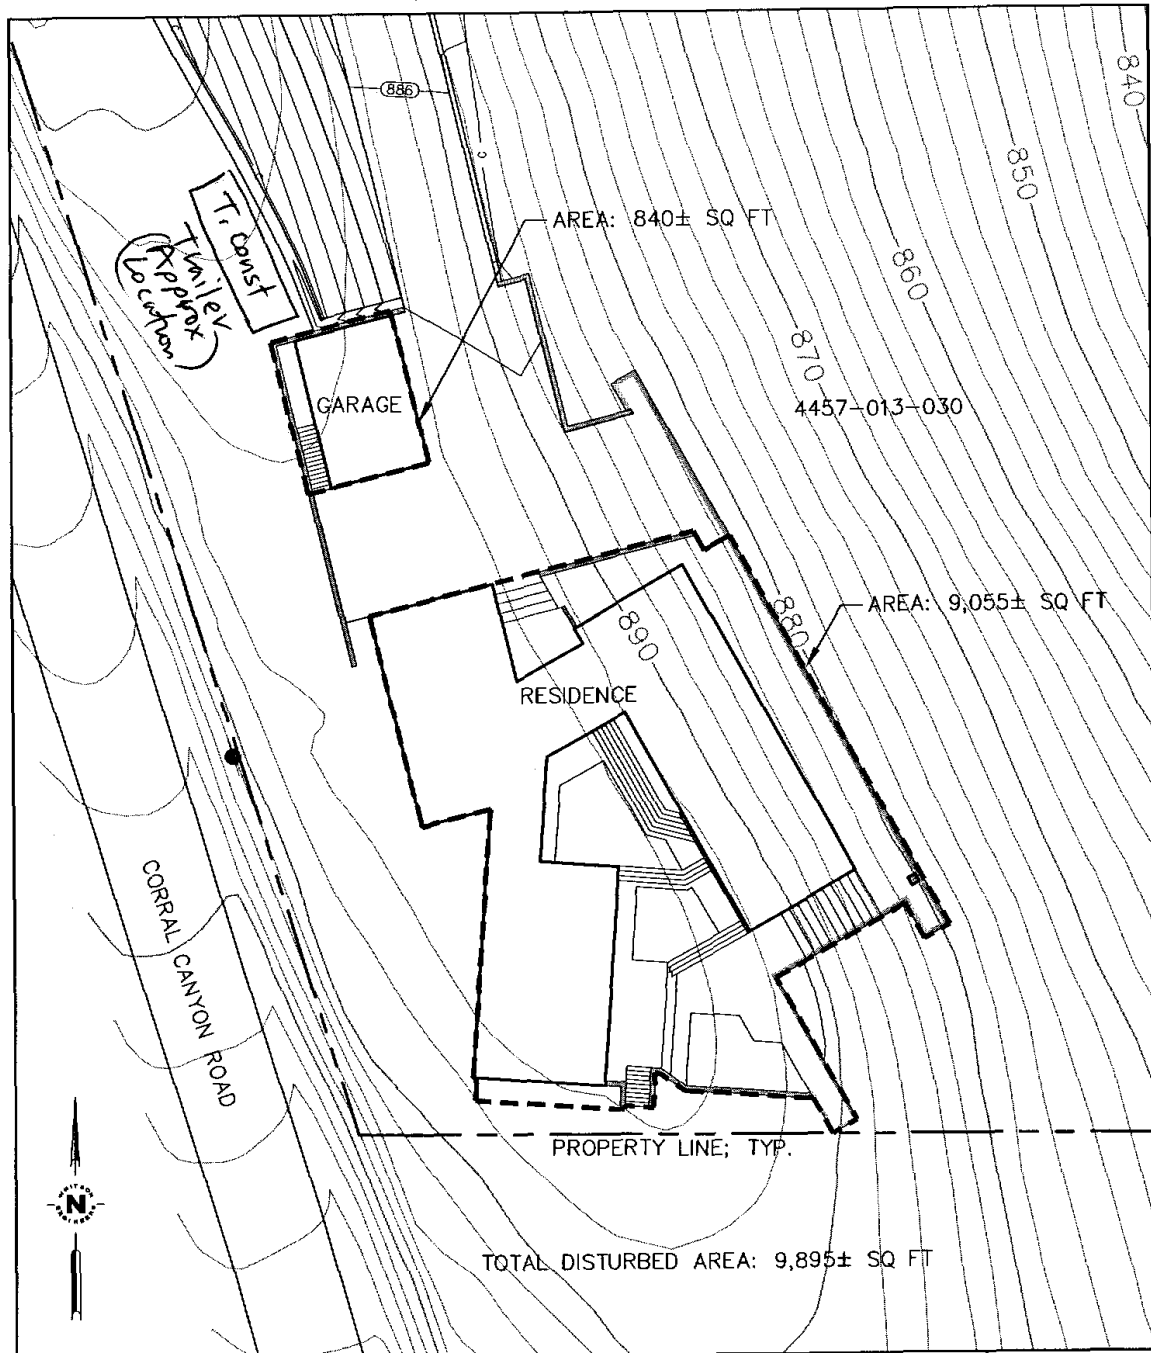 840
886
850
T. Const
Trailer
(Approx
Location)
AREA: 840± SQ FT
860
870
GARAGE
4457-013-030
AREA: 9,055± SQ FT
880
890
RESIDENCE
CORRAL CANYON ROAD
PROPERTY LINE; TYP.
WHITSON
N
ENGINEERS
TOTAL DISTURBED AREA: 9,895± SQ FT